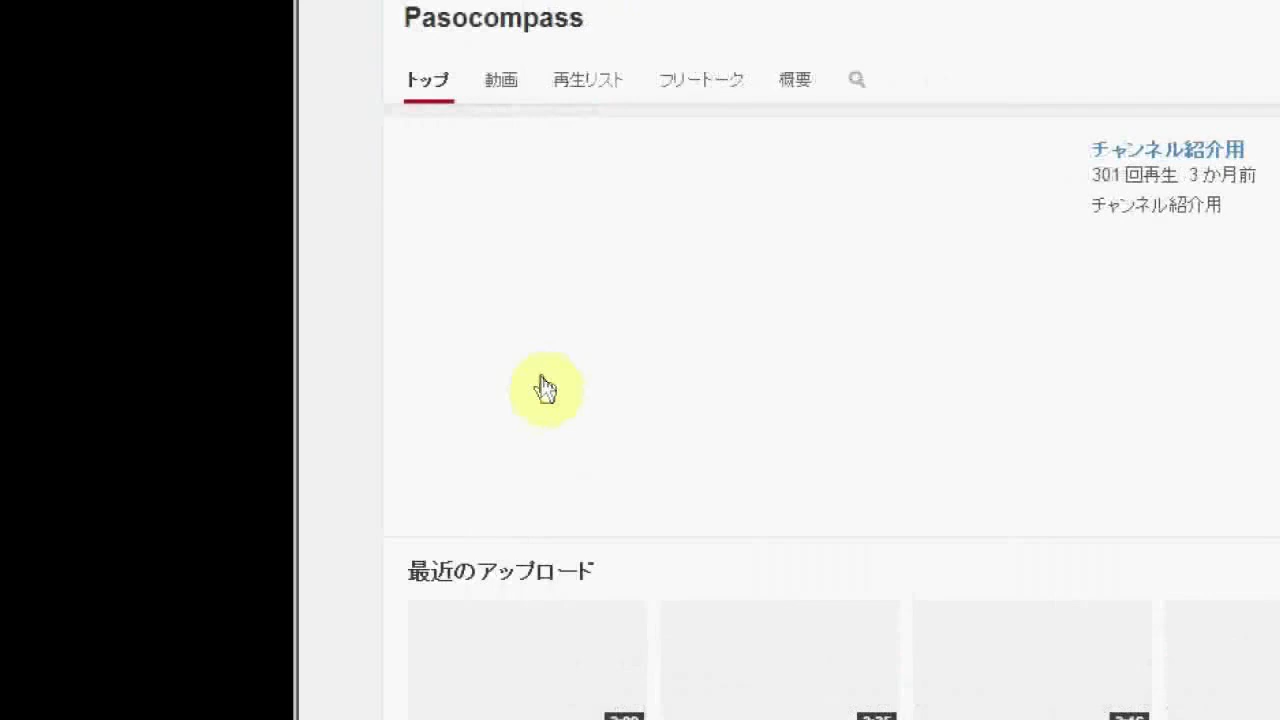 Pasocompass
トップ 動画 再生リスト フリートーク 概要
チャンネル紹介用
301 回再生 3 か月前
チャンネル紹介用
最近のアップロード